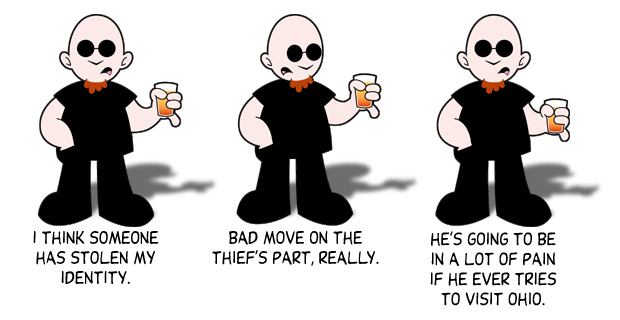 I THINK SOMEONE
HAS STOLEN MY
IDENTITY.
BAD MOVE ON THE
THIEF'S PART, REALLY.
HE'S GOING TO BE
IN A LOT OF PAIN
IF HE EVER TRIES
TO VISIT OHIO.